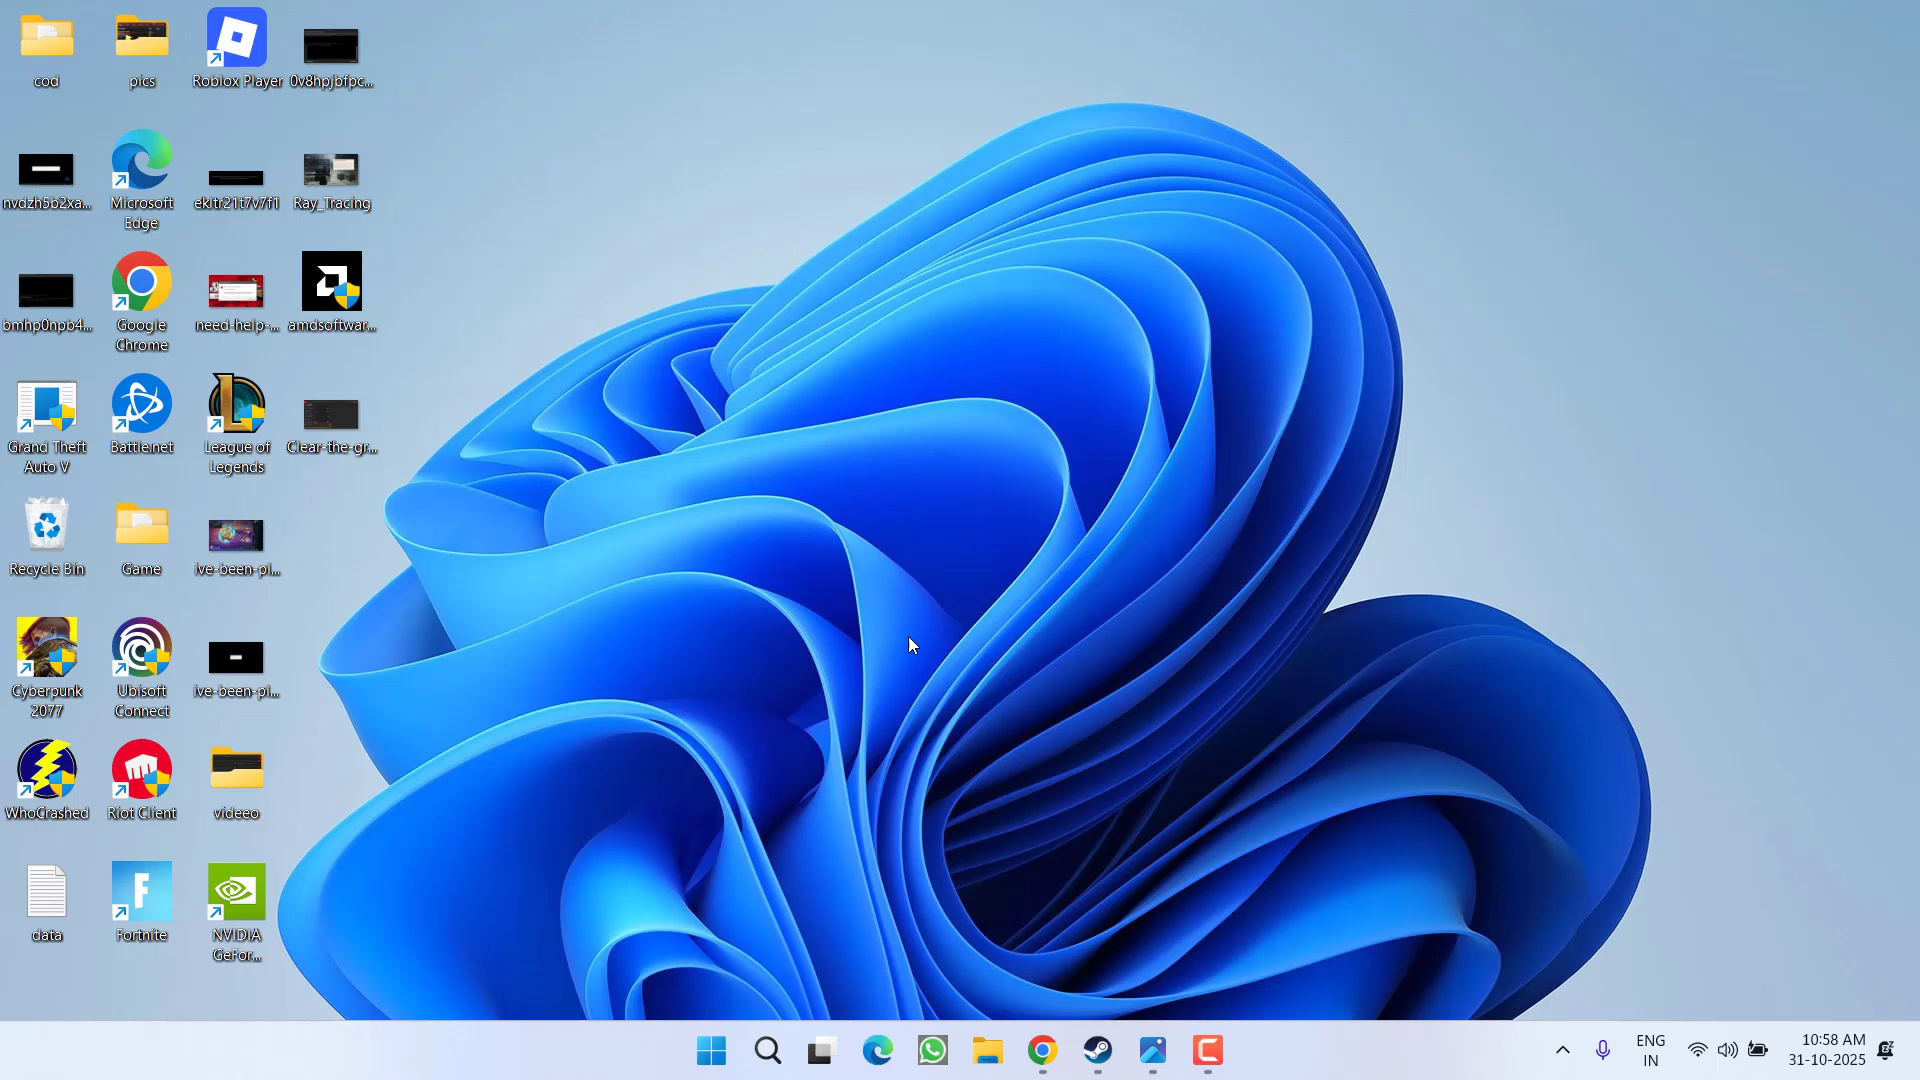 cod
pics
Roblox Player
0v8hpjbfpc...
nvdzh5b2xa...
Microsoft
Edge
ekltr21t7v7f1
Ray_Tracing
bmhp0npb4...
Google
Chrome
need-help-...
amdsoftwar...
Grand Theft
Auto V
Battle.net
League of
Legends
Clear-the-gr...
Recycle Bin
Game
ive-been-pl...
Cyberpunk
2077
Ubisoft
Connect
ive-been-pl...
WhoCrashed
Riot Client
videeo
data
Fortnite
NVIDIA
GeFor...
ENG
IN
10:58 AM
31-10-2025